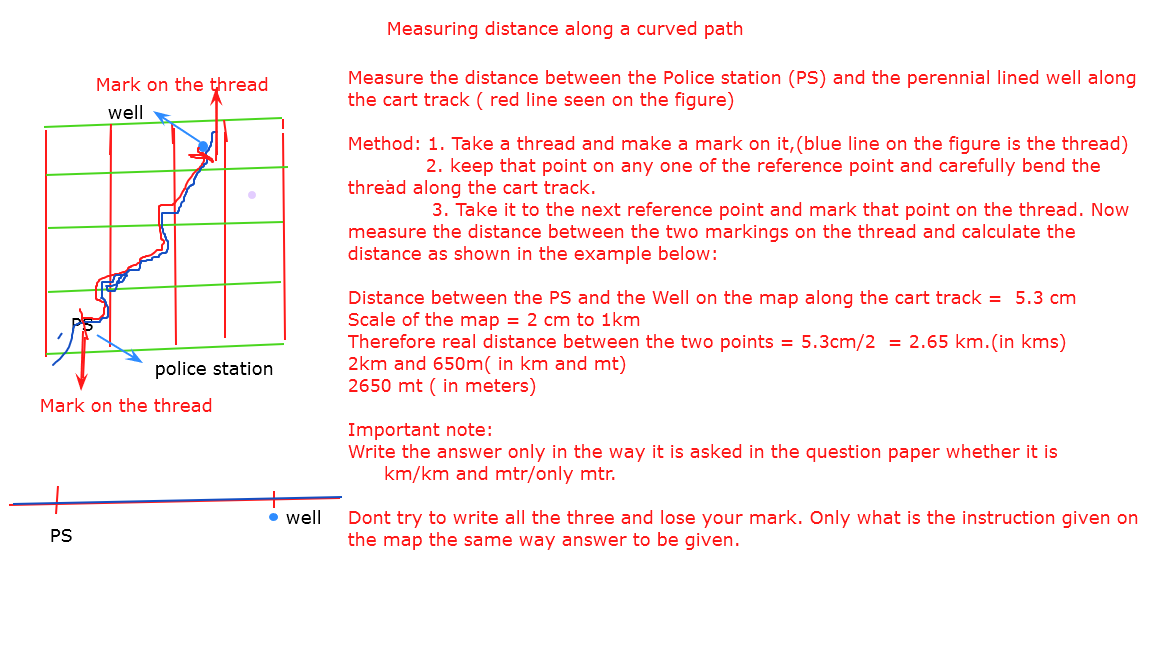 Measuring distance along a curved path
Mark on the thread
well
PS
police station
Mark on the thread
PS
well
Measure the distance between the Police station (PS) and the perennial lined well along
the cart track ( red line seen on the figure)
Method: 1. Take a thread and make a mark on it,(blue line on the figure is the thread)
2. keep that point on any one of the reference point and carefully bend the
thread along the cart track.
3. Take it to the next reference point and mark that point on the thread. Now
measure the distance between the two markings on the thread and calculate the
distance as shown in the example below:
Distance between the PS and the Well on the map along the cart track =  5.3 cm
Scale of the map = 2 cm to 1km
Therefore real distance between the two points = 5.3cm/2  = 2.65 km.(in kms)
2km and 650m( in km and mt)
2650 mt ( in meters)
Important note:
Write the answer only in the way it is asked in the question paper whether it is
km/km and mtr/only mtr.
Dont try to write all the three and lose your mark. Only what is the instruction given on
the map the same way answer to be given.